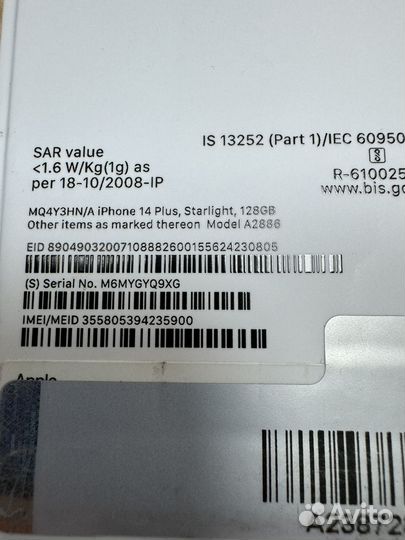 IS 13252 (Part 1)/IEC 60950
SAR value
<1.6 W/Kg(1g) as
per 18-10/2008-IP
R-610025
www.bis.go
MQ4Y3HN/A iPhone 14 Plus, Starlight, 128GB
Other items as marked thereon Model A2886
EID 89049032007108882600155624230805
(S) Serial No. M6MYGYQ9XG
IMEI/MEID 355805394235900
Apple
Avito